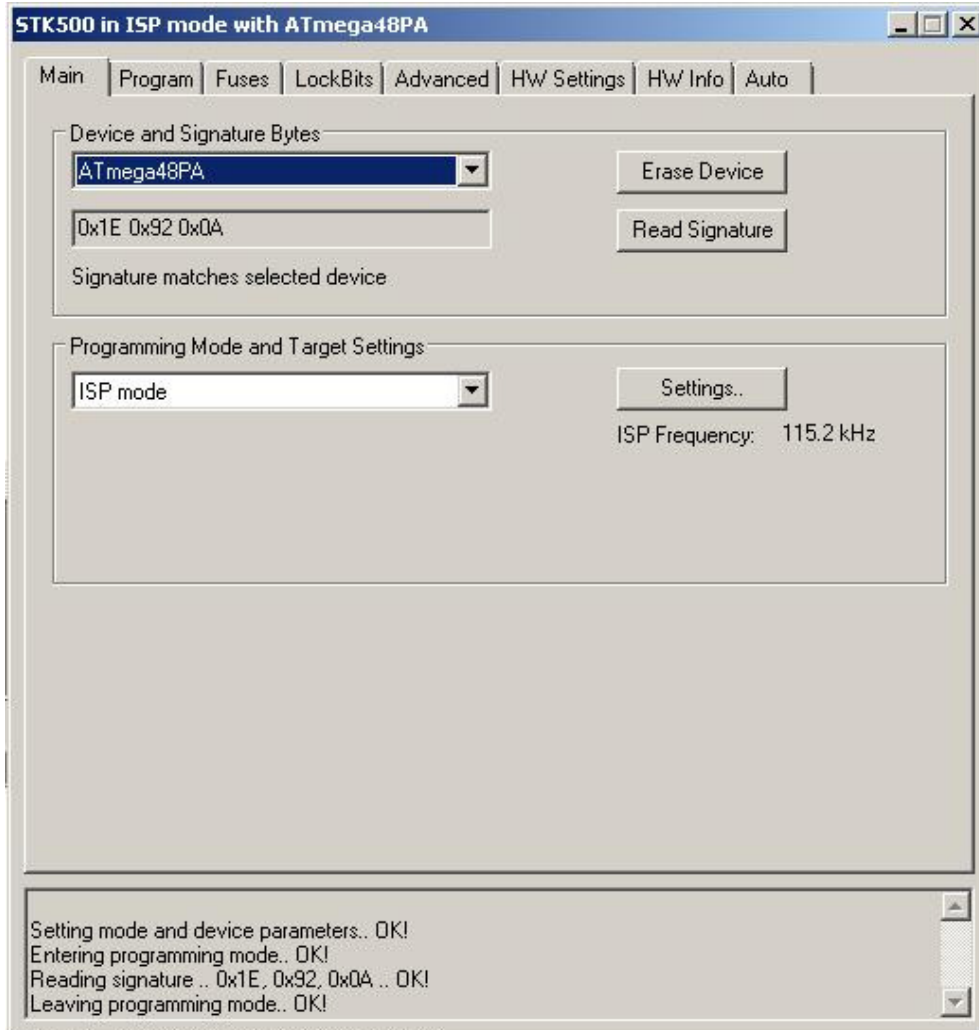 STK500 in ISP mode with ATmega48PA
Main Program Fuses LockBits Advanced HW Settings HW Info Auto
Device and Signature Bytes
ATmega48PA Erase Device
0x1E 0x92 0x0A Read Signature
Signature matches selected device
Programming Mode and Target Settings
ISP mode Settings..
ISP Frequency: 115.2 kHz
Setting mode and device parameters.. OK!
Entering programming mode.. OK!
Reading signature .. 0x1E, 0x92, 0x0A .. OK!
Leaving programming mode.. OK!